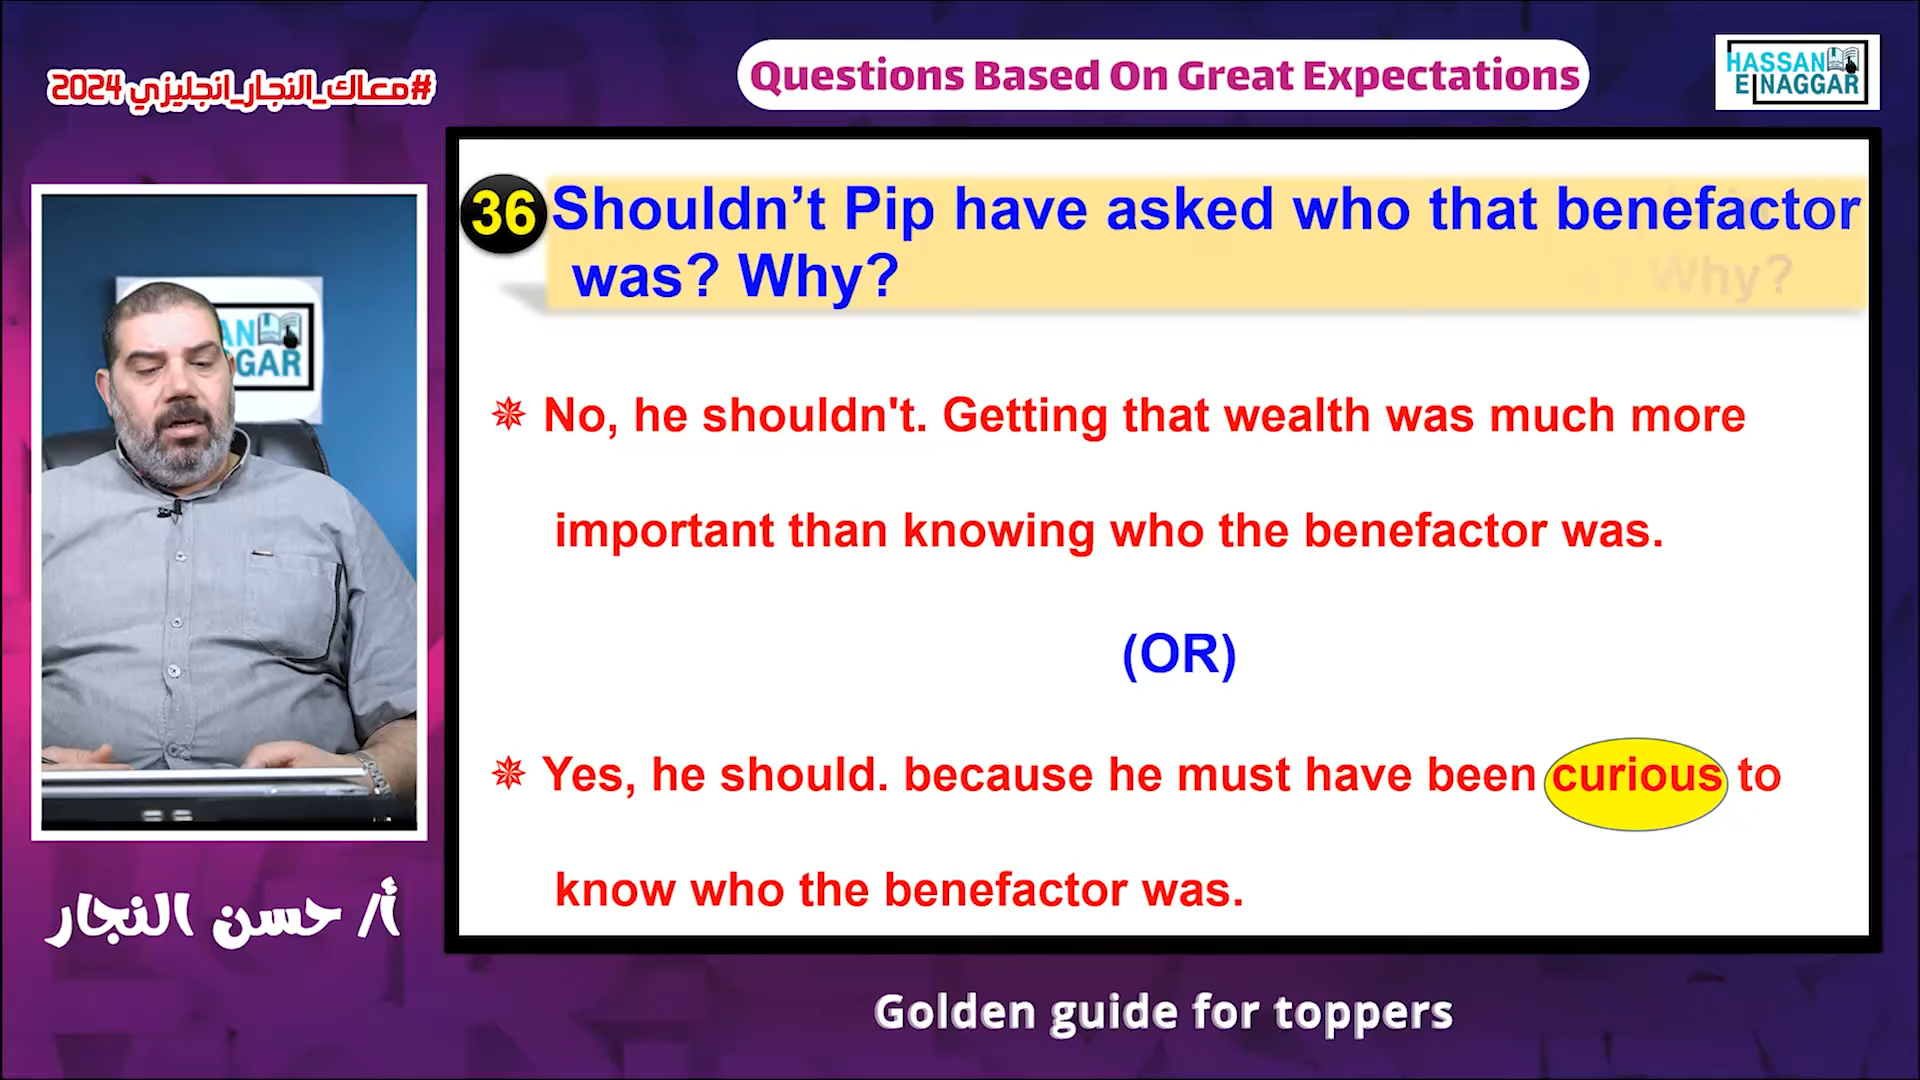 #معاك_النجار_انجليزي 2024
Questions Based On Great Expectations
HASSAN
ELNAGGAR
36 Shouldn’t Pip have asked who that benefactor
was? Why?
Why?
AN
GGAR
No, he shouldn't. Getting that wealth was much more
important than knowing who the benefactor was.
(OR)
Yes, he should. because he must have been curious to
know who the benefactor was.
أ/ حسن النجار
Golden guide for toppers